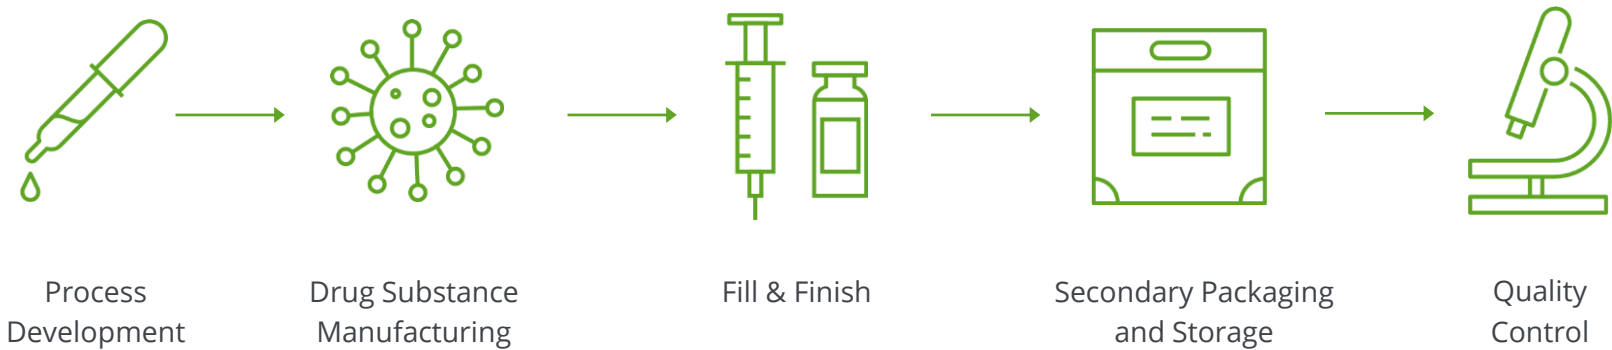 Process
Development
Drug Substance
Manufacturing
Fill & Finish
Secondary Packaging
and Storage
Quality
Control